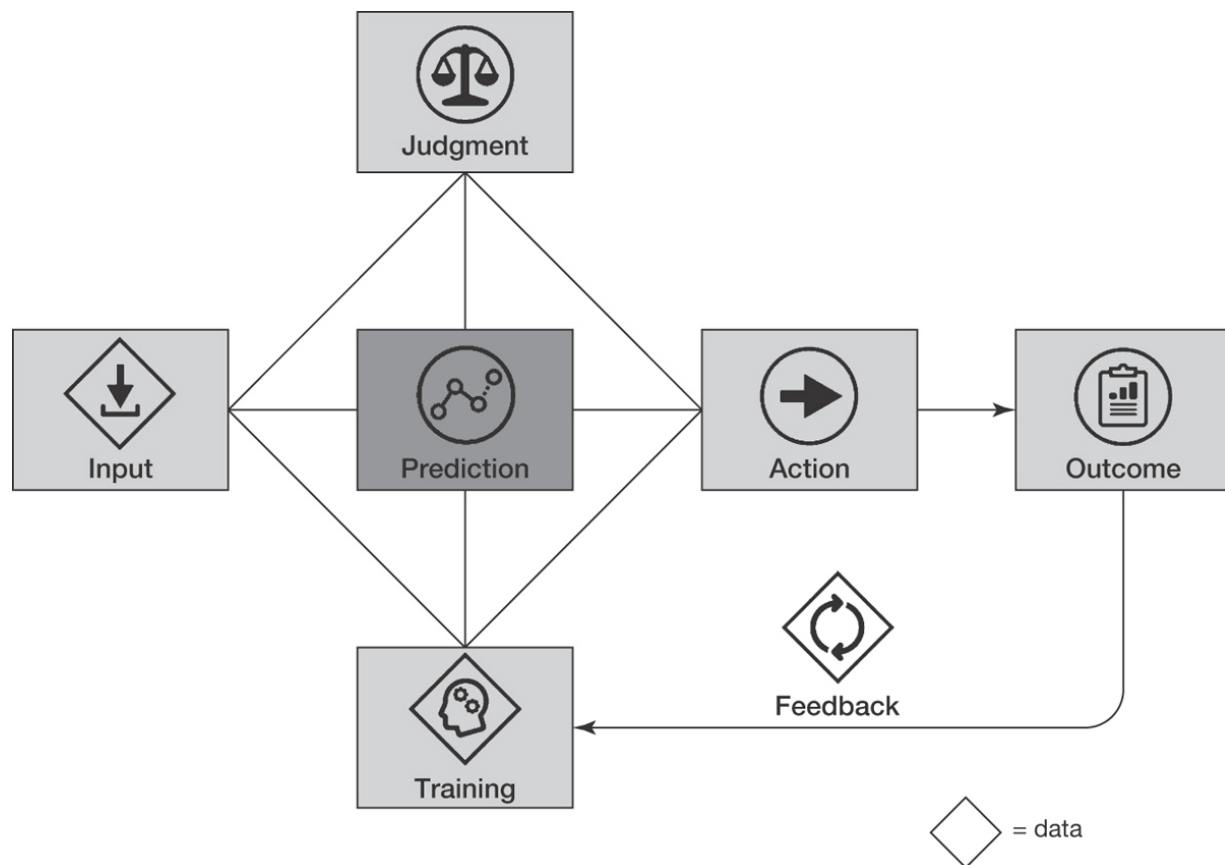 Judgment
Input
Prediction
Action
Outcome
Feedback
Training
= data